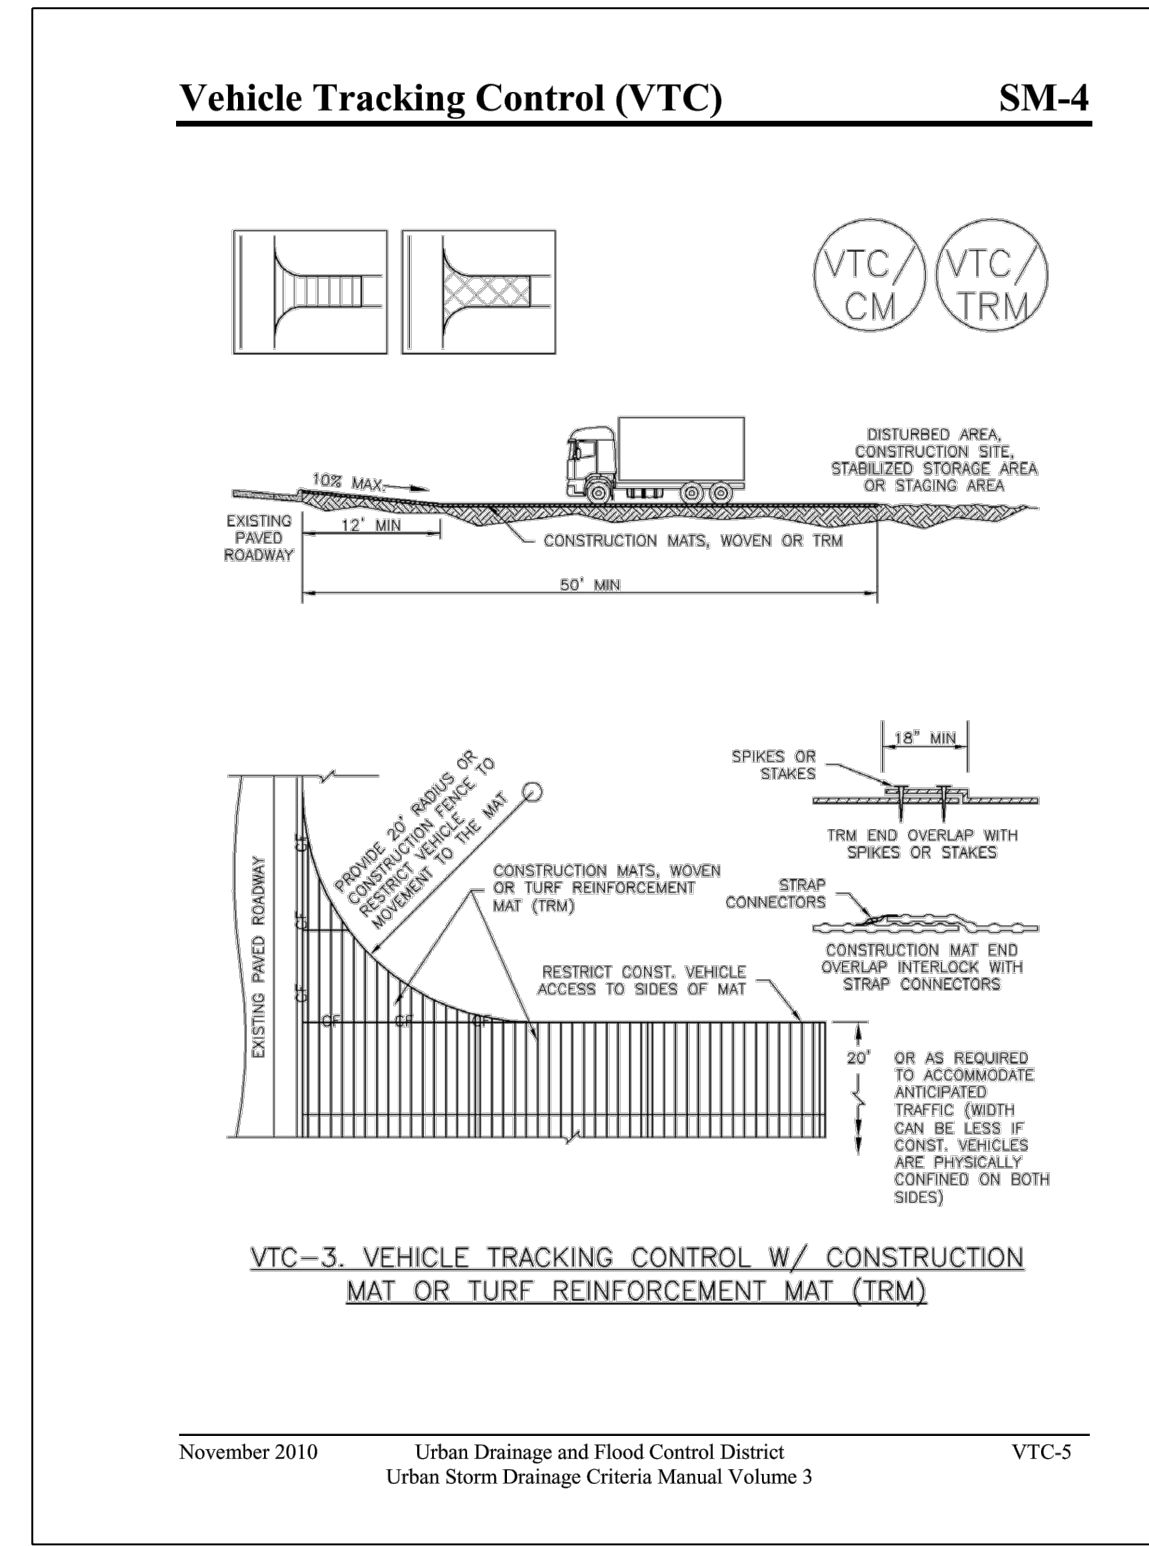 Vehicle Tracking Control (VTC) SM-4
VTC/
CM
VTC/
TRM
DISTURBED AREA,
CONSTRUCTION SITE,
STABILIZED STORAGE AREA
OR STAGING AREA
10% MAX.
EXISTING
PAVED
ROADWAY
12' MIN
CONSTRUCTION MATS, WOVEN OR TRM
50' MIN
18" MIN
SPIKES OR
STAKES
TRM END OVERLAP WITH
SPIKES OR STAKES
STRAP
CONNECTORS
CONSTRUCTION MAT END
OVERLAP INTERLOCK WITH
STRAP CONNECTORS
PROVIDE 20' RADIUS OR
CONSTRUCTION FENCE TO
RESTRICT VEHICLE
MOVEMENT TO THE MAT
CONSTRUCTION MATS, WOVEN
OR TURF REINFORCEMENT
MAT (TRM)
RESTRICT CONST. VEHICLE
ACCESS TO SIDES OF MAT
EXISTING PAVED ROADWAY
CF
CF
CF
CF
CF
CF
20'
OR AS REQUIRED
TO ACCOMMODATE
ANTICIPATED
TRAFFIC (WIDTH
CAN BE LESS IF
CONST. VEHICLES
ARE PHYSICALLY
CONFINED ON BOTH
SIDES)
VTC-3. VEHICLE TRACKING CONTROL W/ CONSTRUCTION
MAT OR TURF REINFORCEMENT MAT (TRM)
November 2010 Urban Drainage and Flood Control District VTC-5
Urban Storm Drainage Criteria Manual Volume 3